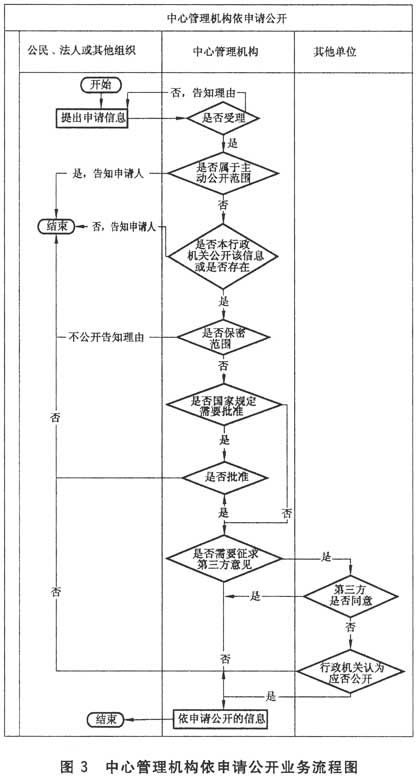 中心管理机构依申请公开
公民、法人或其他组织
中心管理机构
其他单位
开始
否，告知理由
提出申请信息
是否受理
是
是，告知申请人
是否属于主
动公开范围
否
结束
否，告知申请人
是否本行政
机关公开该信息
或是否存在
是
不公开告知理由
是否保密
范围
否
是否国家规定
需要批准
否
是
是否批准
是
否
是否需要征求
第三方意见
是
第三方
是否同意
是
否
否
否
行政机关认为
应否公开
是
依申请公开的信息
结束
图 3 中心管理机构依申请公开业务流程图